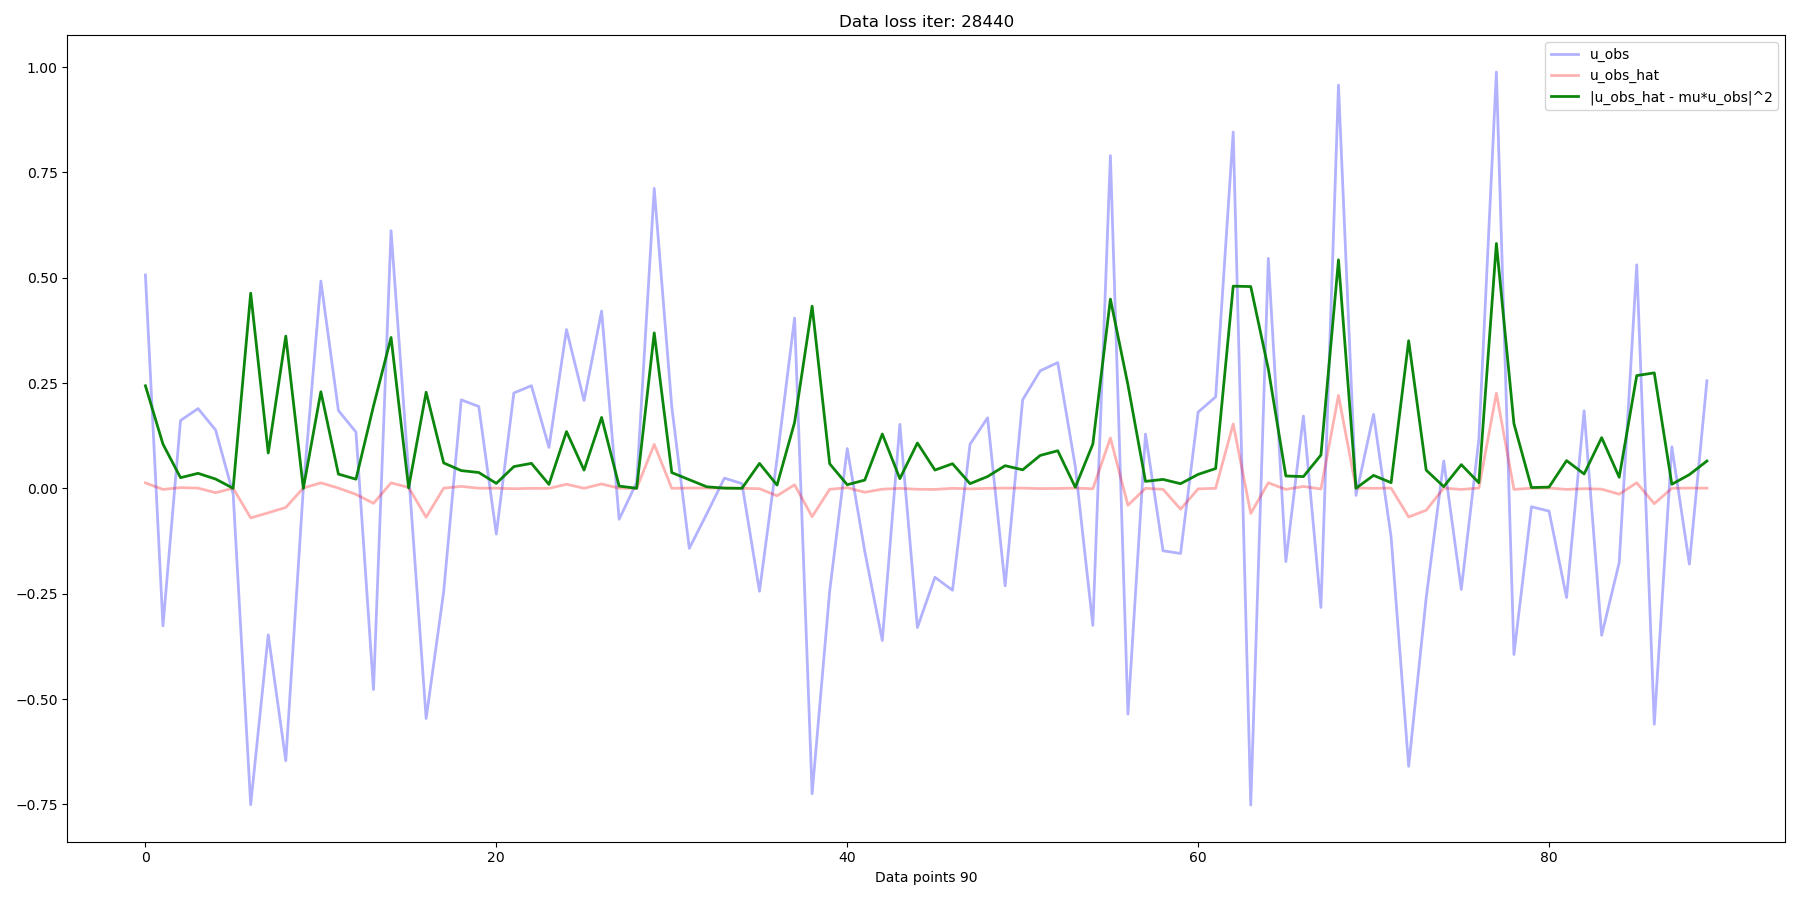 Data loss iter: 28440
u_obs
u_obs_hat
|u_obs_hat - mu*u_obs|^2
1.00
0.75
0.50
0.25
0.00
−0.25
−0.50
−0.75
0 20 40 60 80
Data points 90